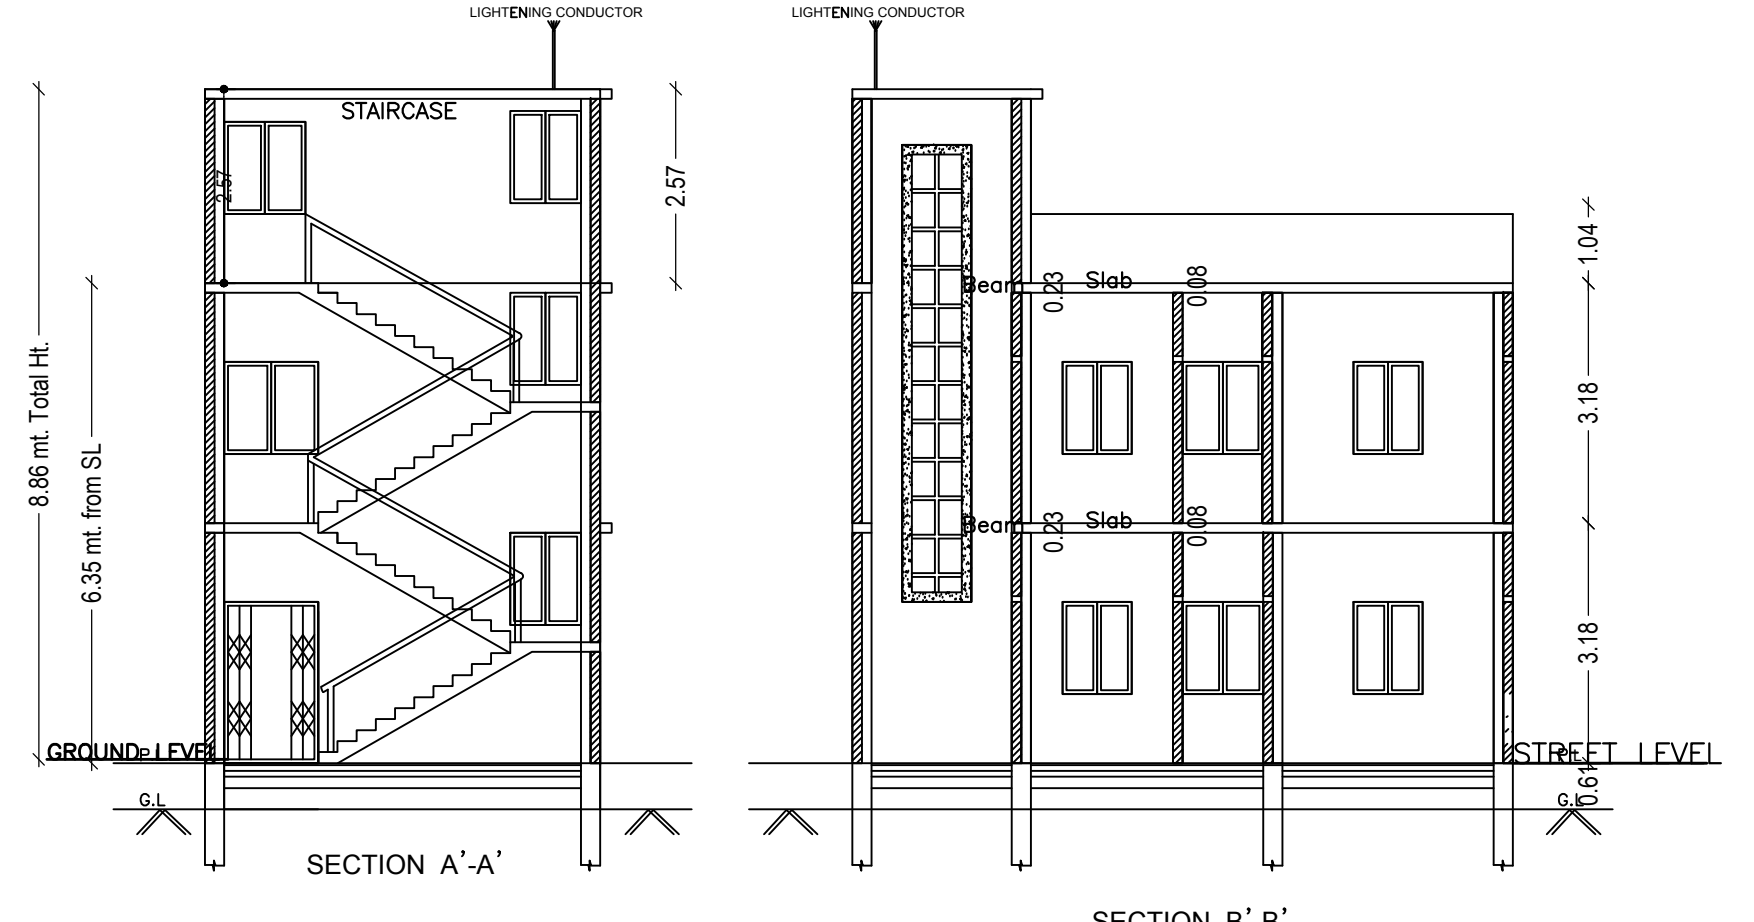 LIGHTENING CONDUCTOR
LIGHTENING CONDUCTOR
STAIRCASE
2.57
2.57
8.86 mt. Total Ht.
6.35 mt. from SL
Beam
0.23
Slab
0.08
1.04
3.18
Beam
0.23
Slab
0.08
3.18
GROUND LEVEL
STREET LEVEL
0.61
G.L
G.L
SECTION A'-A'
SECTION B'-B'